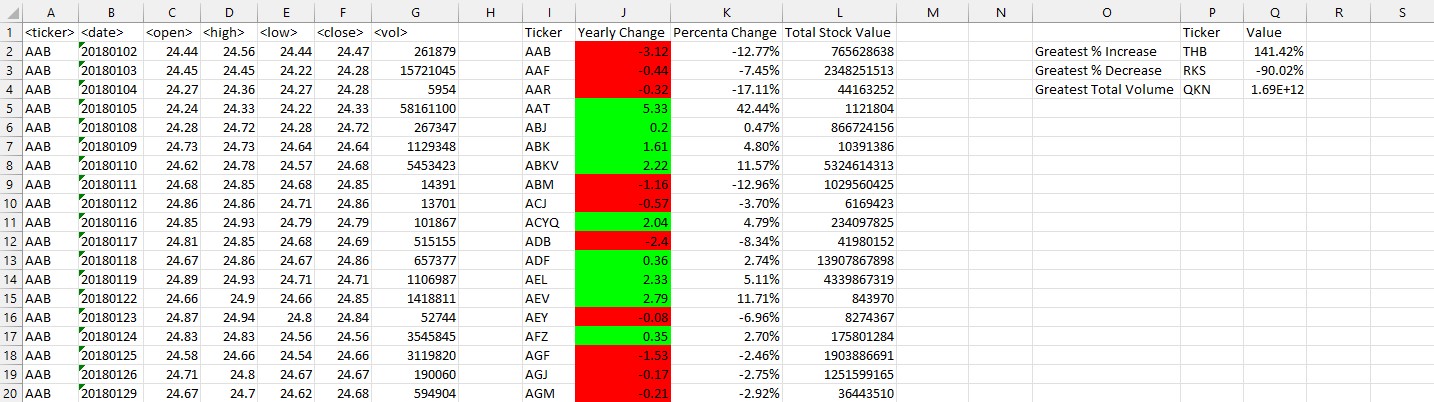 A B C D E F G H I J K L M N O P Q R S
1 <ticker> <date> <open> <high> <low> <close> <vol> Ticker Yearly Change Percenta Change Total Stock Value Ticker Value
2 AAB 20180102 24.44 24.56 24.44 24.47 261879 AAB -3.12 -12.77% 765628638 Greatest % Increase THB 141.42%
3 AAB 20180103 24.45 24.45 24.22 24.28 15721045 AAF -0.44 -7.45% 2348251513 Greatest % Decrease RKS -90.02%
4 AAB 20180104 24.27 24.36 24.27 24.28 5954 AAR -0.32 -17.11% 44163252 Greatest Total Volume QKN 1.69E+12
5 AAB 20180105 24.24 24.33 24.22 24.33 58161100 AAT 5.33 42.44% 1121804
6 AAB 20180108 24.28 24.72 24.28 24.72 267347 ABJ 0.2 0.47% 866724156
7 AAB 20180109 24.73 24.73 24.64 24.64 1129348 ABK 1.61 4.80% 10391386
8 AAB 20180110 24.62 24.78 24.57 24.68 5453423 ABKV 2.22 11.57% 5324614313
9 AAB 20180111 24.68 24.85 24.68 24.85 14391 ABM -1.16 -12.96% 1029560425
10 AAB 20180112 24.86 24.86 24.71 24.86 13701 ACJ -0.57 -3.70% 6169423
11 AAB 20180116 24.85 24.93 24.79 24.79 101867 ACYQ 2.04 4.79% 234097825
12 AAB 20180117 24.81 24.85 24.68 24.69 515155 ADB -2.4 -8.34% 41980152
13 AAB 20180118 24.67 24.86 24.67 24.86 657377 ADF 0.36 2.74% 13907867898
14 AAB 20180119 24.89 24.93 24.71 24.71 1106987 AEL 2.33 5.11% 4339867319
15 AAB 20180122 24.66 24.9 24.66 24.85 1418811 AEV 2.79 11.71% 843970
16 AAB 20180123 24.87 24.94 24.8 24.84 52744 AEY -0.08 -6.96% 8274367
17 AAB 20180124 24.83 24.83 24.54 24.56 3545845 AFZ 0.35 2.70% 175801284
18 AAB 20180125 24.58 24.66 24.54 24.66 3119820 AGF -1.53 -2.46% 1903886691
19 AAB 20180126 24.71 24.8 24.67 24.67 190060 AGJ -0.17 -2.75% 1251599165
20 AAB 20180129 24.67 24.7 24.62 24.68 594904 AGM -0.21 -2.92% 36443510